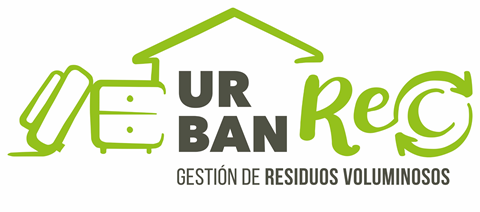 UR
BAN ReC
GESTIÓN DE RESIDUOS VOLUMINOSOS